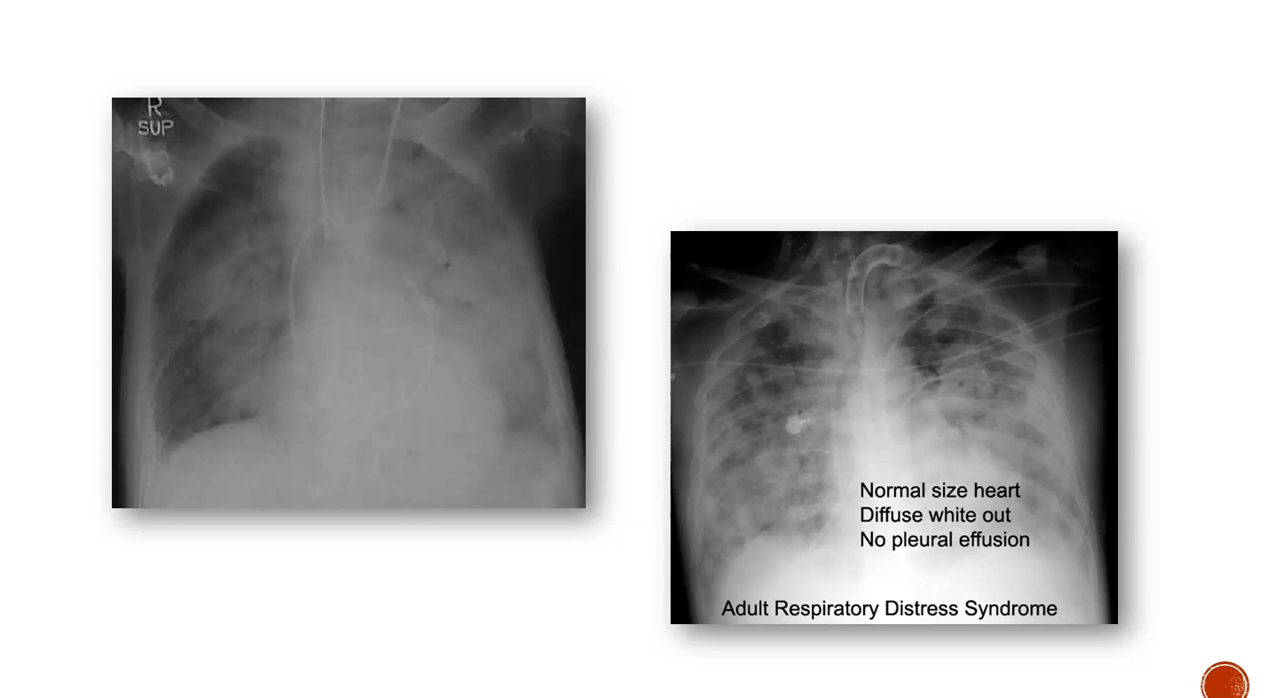 R
SUP
Normal size heart
Diffuse white out
No pleural effusion
Adult Respiratory Distress Syndrome